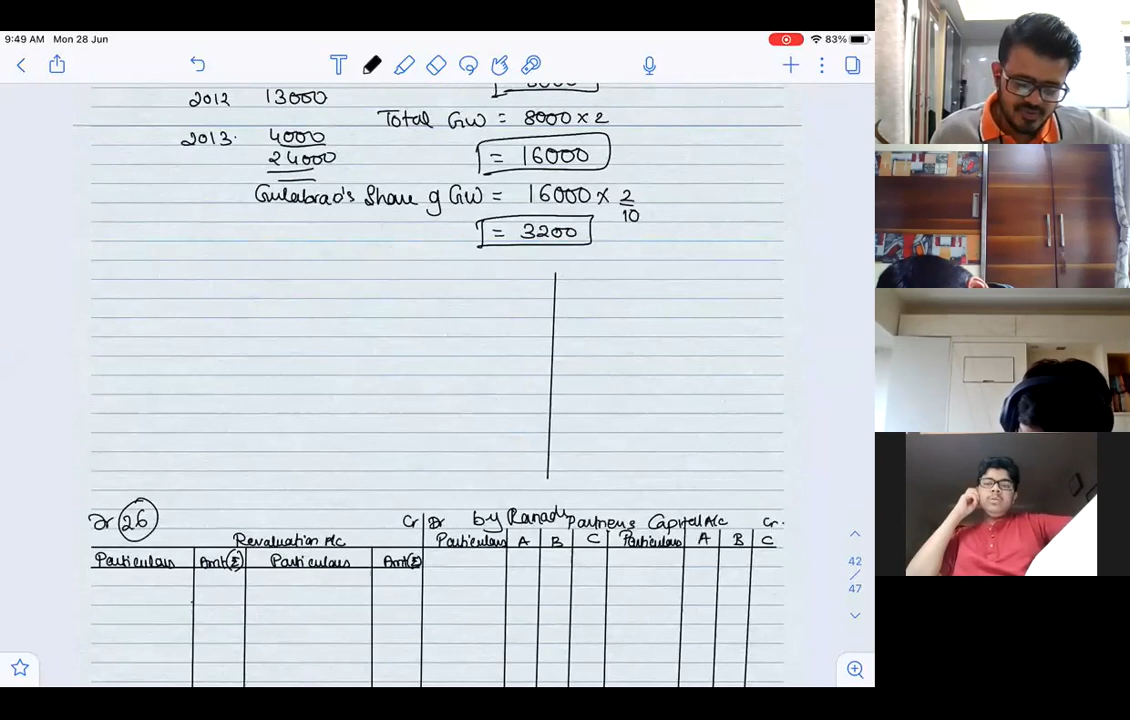 9:49 AM Mon 28 Jun
83%
T
2012 13000
Total GW = 8000 × 2
2013. 4000
24000
= 16000
Gulabrao's Share of GW = 16000 × 2/10
= 3200
Dr 26 Cr Dr by Ranade Partners Capital A/c Cr.
Revaluation A/c Particulars A B C Particulars A B C
Particulars Amt(₹) Particulars Amt(₹)
42
/
47